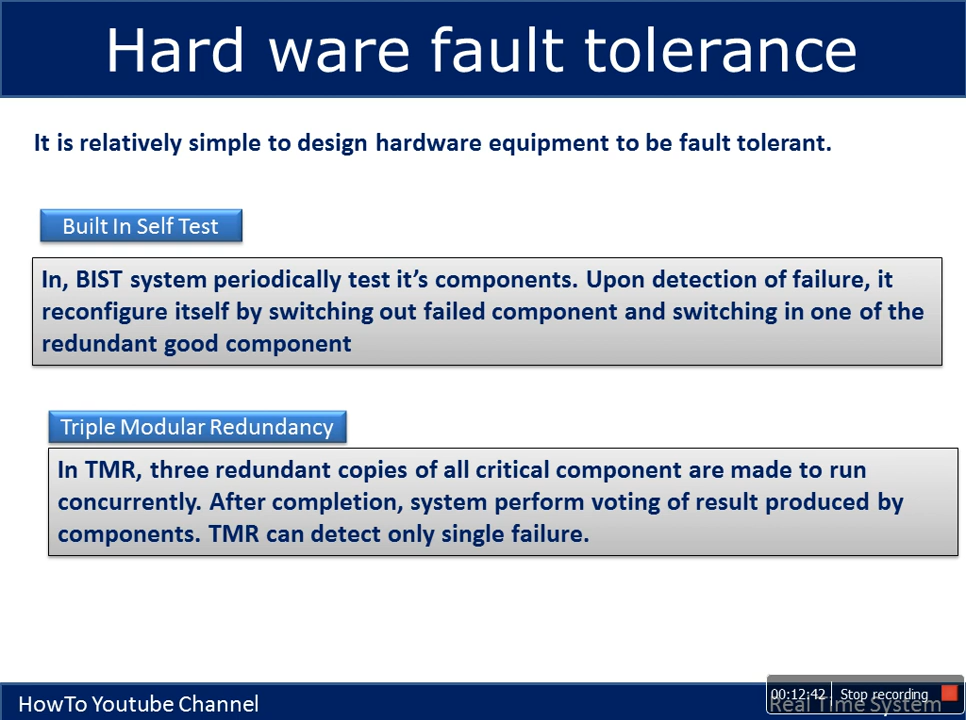 Hard ware fault tolerance
It is relatively simple to design hardware equipment to be fault tolerant.
Built In Self Test
In, BIST system periodically test it’s components. Upon detection of failure, it
reconfigure itself by switching out failed component and switching in one of the
redundant good component
Triple Modular Redundancy
In TMR, three redundant copies of all critical component are made to run
concurrently. After completion, system perform voting of result produced by
components. TMR can detect only single failure.
HowTo Youtube Channel
00:12:42 Stop recording
Real Time System